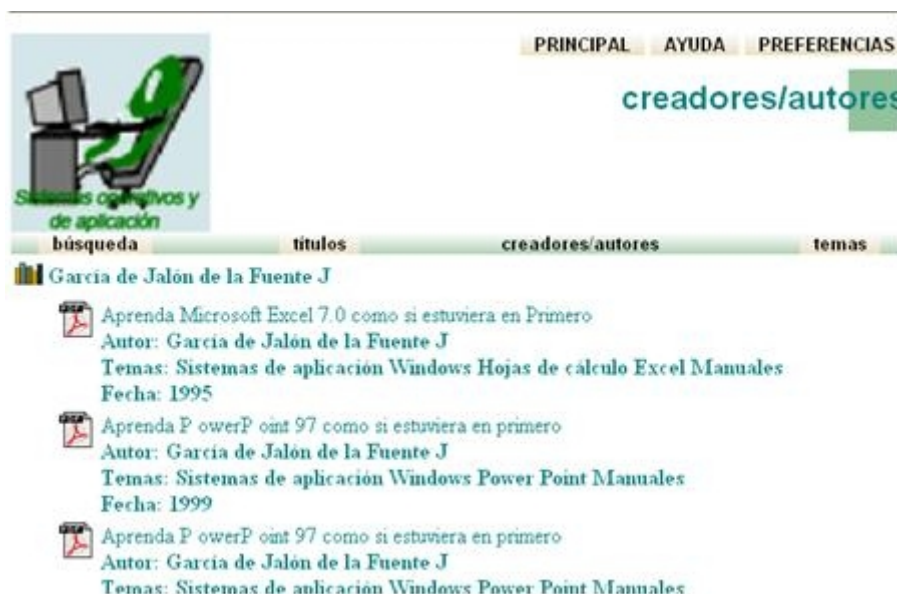 PRINCIPAL AYUDA PREFERENCIAS
creadores/autores
Sistemas operativos y
de aplicación
búsqueda títulos creadores/autores temas
García de Jalón de la Fuente J
Aprenda Microsoft Excel 7.0 como si estuviera en Primero
Autor: García de Jalón de la Fuente J
Temas: Sistemas de aplicación Windows Hojas de cálculo Excel Manuales
Fecha: 1995
Aprenda P owerP oint 97 como si estuviera en primero
Autor: García de Jalón de la Fuente J
Temas: Sistemas de aplicación Windows Power Point Manuales
Fecha: 1999
Aprenda P owerP oint 97 como si estuviera en primero
Autor: García de Jalón de la Fuente J
Temas: Sistemas de aplicación Windows Power Point Manuales